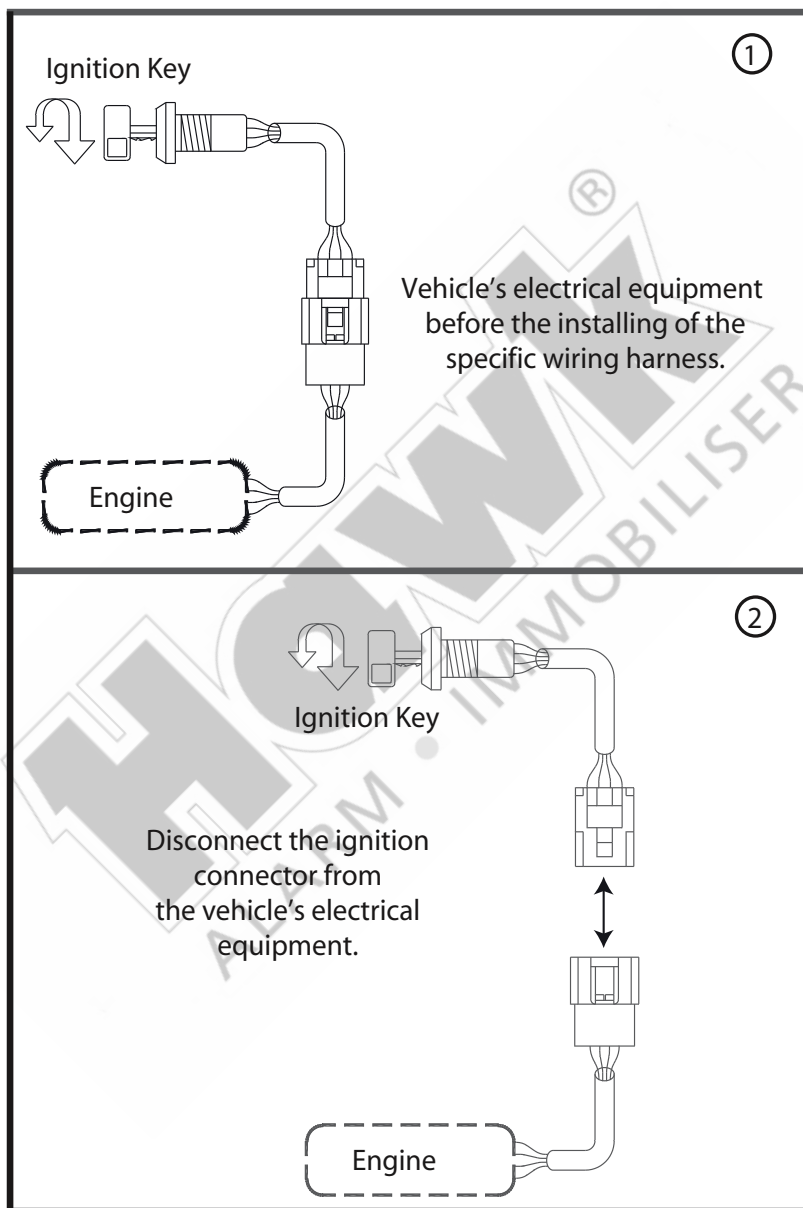 1
Ignition Key
Vehicle's electrical equipment
before the installing of the
specific wiring harness.
Engine
2
Ignition Key
Disconnect the ignition
connector from
the vehicle's electrical
equipment.
Engine
Hawk®
ALARM • IMMOBILISER